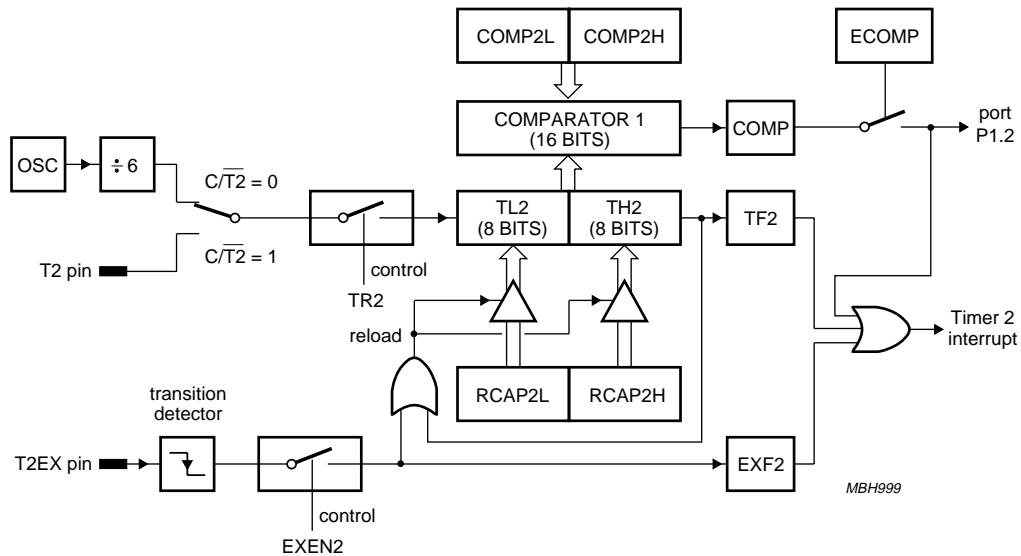 COMP2L COMP2H ECOMP
COMPARATOR 1
(16 BITS)
COMP
port
P1.2
OSC
÷ 6
C/T2̅ = 0
C/T2̅ = 1
T2 pin
control
TR2
TL2
(8 BITS)
TH2
(8 BITS)
TF2
reload
Timer 2
interrupt
RCAP2L RCAP2H
transition
detector
T2EX pin
EXF2
control
EXEN2
MBH999